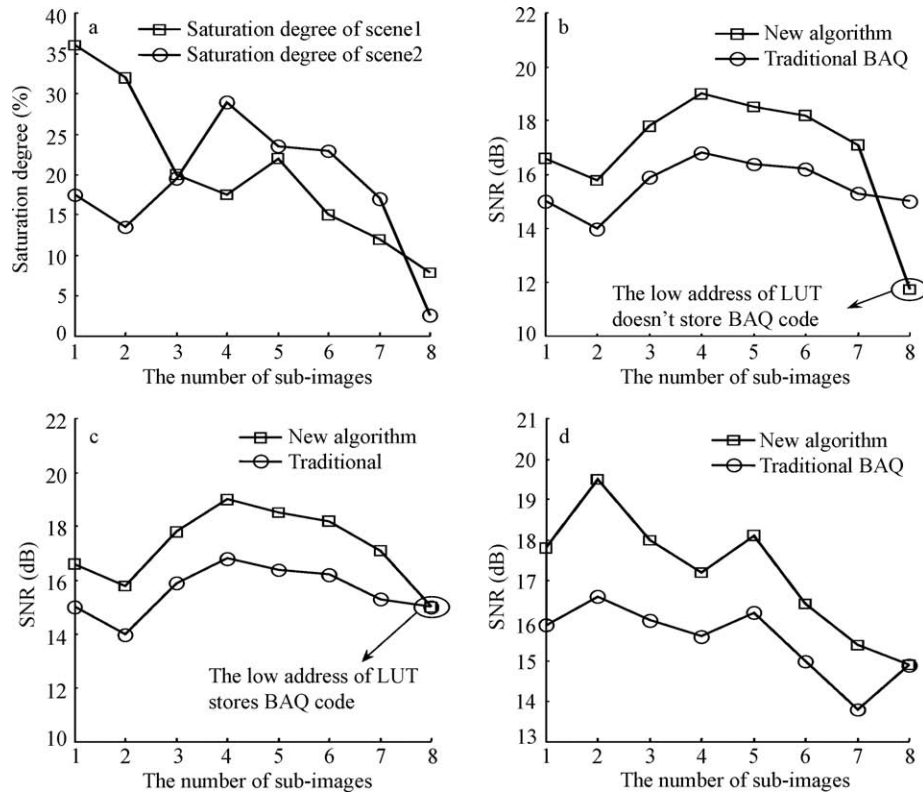 a
Saturation degree of scene1
Saturation degree of scene2
Saturation degree (%)
40
35
30
25
20
15
10
5
0
1 2 3 4 5 6 7 8
The number of sub-images
b
New algorithm
Traditional BAQ
SNR (dB)
22
20
18
16
14
12
10
The low address of LUT
doesn't store BAQ code
1 2 3 4 5 6 7 8
The number of sub-images
c
New algorithm
Traditional
SNR (dB)
22
20
18
16
14
12
10
The low address of LUT
stores BAQ code
1 2 3 4 5 6 7 8
The number of sub-images
d
New algorithm
Traditional BAQ
SNR (dB)
21
20
19
18
17
16
15
14
13
1 2 3 4 5 6 7 8
The number of sub-images